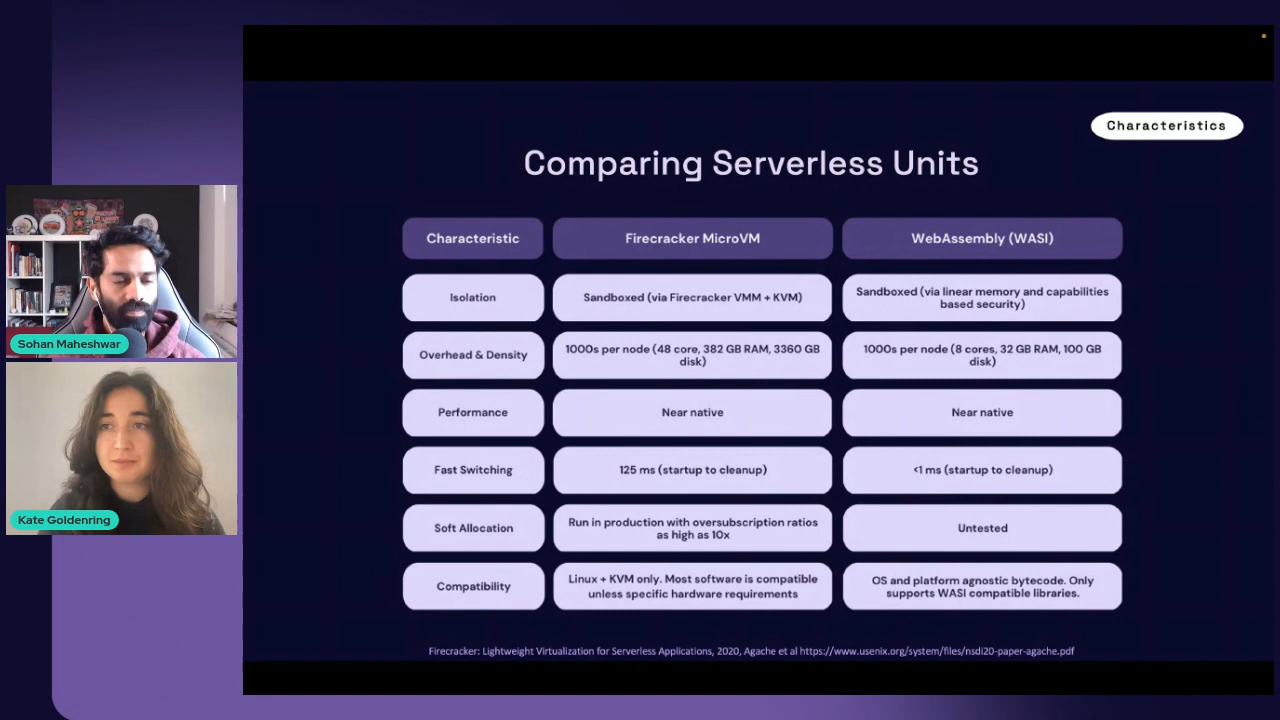 Characteristics
Comparing Serverless Units
Characteristic
Firecracker MicroVM
WebAssembly (WASI)
Isolation
Sandboxed (via Firecracker VMM + KVM)
Sandboxed (via linear memory and capabilities
based security)
Overhead & Density
1000s per node (48 core, 382 GB RAM, 3360 GB
disk)
1000s per node (8 cores, 32 GB RAM, 100 GB
disk)
Performance
Near native
Near native
Fast Switching
125 ms (startup to cleanup)
<1 ms (startup to cleanup)
Soft Allocation
Run in production with oversubscription ratios
as high as 10x
Untested
Compatibility
Linux + KVM only. Most software is compatible
unless specific hardware requirements
OS and platform agnostic bytecode. Only
supports WASI compatible libraries.
Firecracker: Lightweight Virtualization for Serverless Applications, 2020, Agache et al https://www.usenix.org/system/files/nsdi20-paper-agache.pdf
Sohan Maheshwar
Kate Goldenring